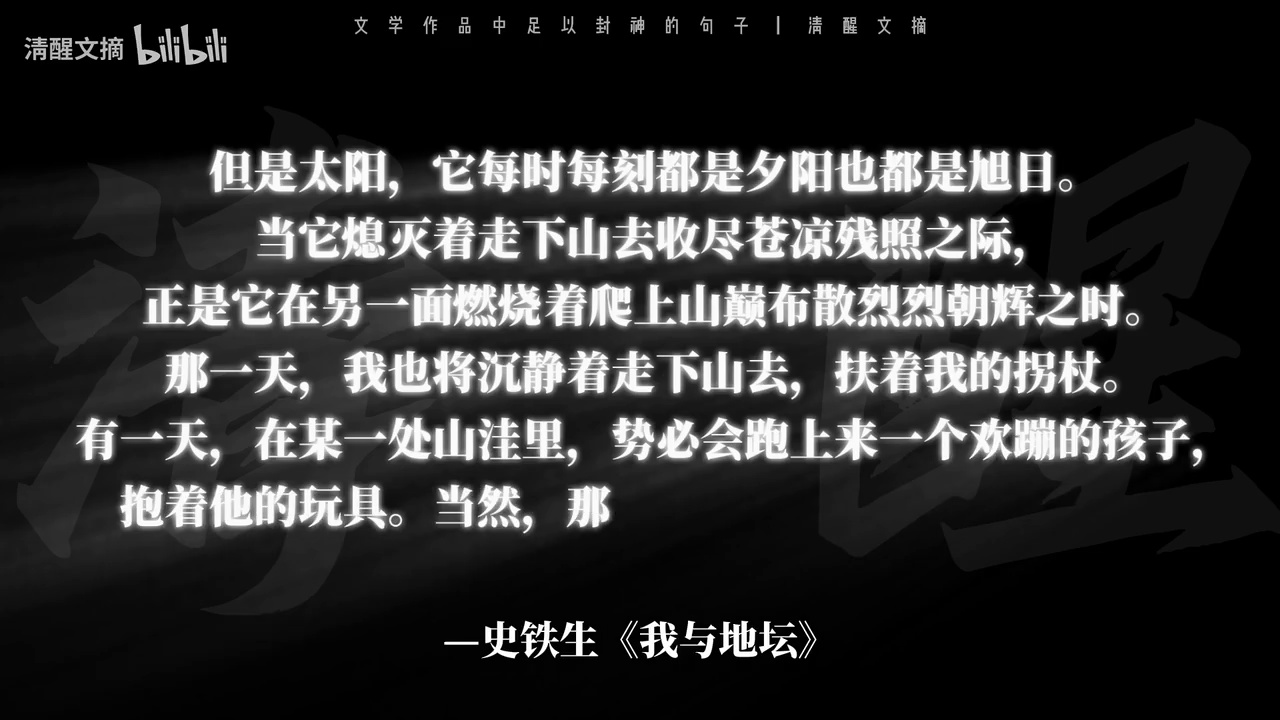 文学作品中足以封神的句子 | 清醒文摘
清醒文摘 bilibili
但是太阳，它每时每刻都是夕阳也都是旭日。
当它熄灭着走下山去收尽苍凉残照之际，
正是它在另一面燃烧着爬上山巅布散烈烈朝辉之时。
那一天，我也将沉静着走下山去，扶着我的拐杖。
有一天，在某一处山洼里，势必会跑上来一个欢蹦的孩子，
抱着他的玩具。当然，那
—史铁生《我与地坛》
清醒